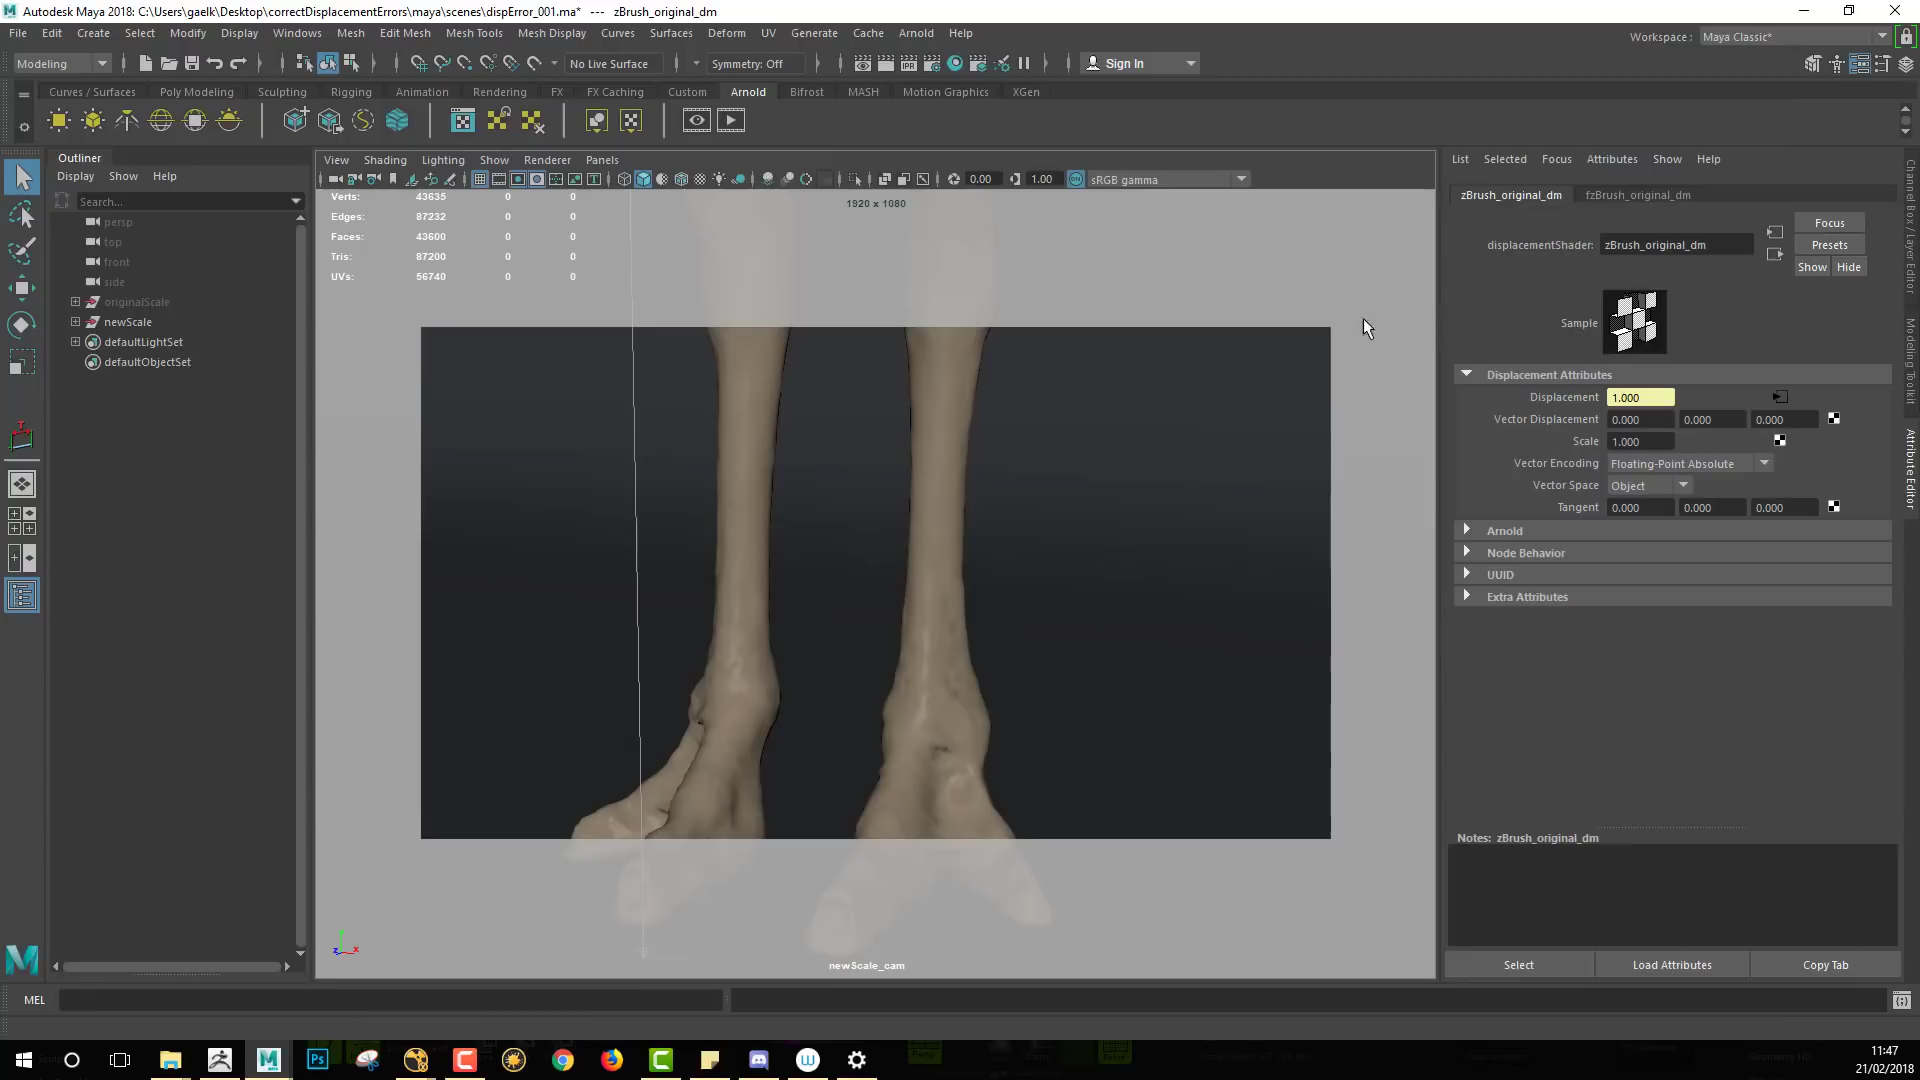 Autodesk Maya 2018: C:\Users\gaelk\Desktop\correctDisplacementErrors\maya\scenes\dispError_001.ma* --- zBrush_original_dm
File Edit Create Select Modify Display Windows Mesh Edit Mesh Mesh Tools Mesh Display Curves Surfaces Deform UV Generate Cache Arnold Help
Workspace : Maya Classic*
Modeling No Live Surface Symmetry: Off Sign In
Curves / Surfaces Poly Modeling Sculpting Rigging Animation Rendering FX FX Caching Custom Arnold Bifrost MASH Motion Graphics XGen
Outliner
Display Show Help
Search...
persp
top
front
side
originalScale
newScale
defaultLightSet
defaultObjectSet
View Shading Lighting Show Renderer Panels
0.00 1.00 ON sRGB gamma
Verts: 43635 0 0
Edges: 87232 0 0
Faces: 43600 0 0
Tris: 87200 0 0
UVs: 56740 0 0
1920 x 1080
newScale_cam
y
z x
List Selected Focus Attributes Show Help
zBrush_original_dm fzBrush_original_dm
displacementShader: zBrush_original_dm
Focus
Presets
Show Hide
Sample
Displacement Attributes
Displacement 1.000
Vector Displacement 0.000 0.000 0.000
Scale 1.000
Vector Encoding Floating-Point Absolute
Vector Space Object
Tangent 0.000 0.000 0.000
Arnold
Node Behavior
UUID
Extra Attributes
Notes: zBrush_original_dm
Select Load Attributes Copy Tab
Channel Box / Layer Editor
Modeling Toolkit
Attribute Editor
MEL
11:47
21/02/2018